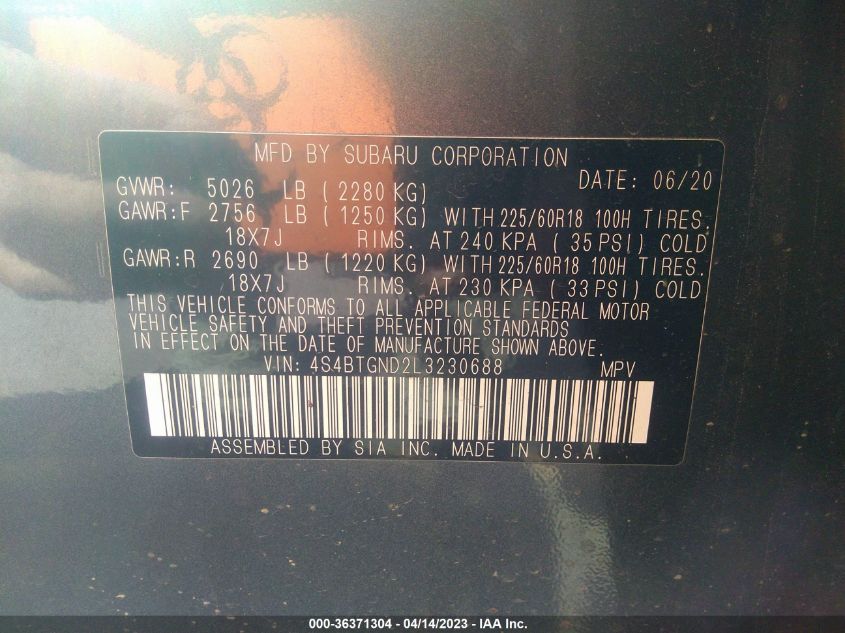 MFD BY SUBARU CORPORATION
DATE: 06/20
GVWR: 5026 LB ( 2280 KG)
GAWR:F 2756 LB ( 1250 KG) WITH 225/60R18 100H TIRES.
18X7J RIMS. AT 240 KPA ( 35 PSI) COLD
GAWR:R 2690 LB ( 1220 KG) WITH 225/60R18 100H TIRES.
18X7J RIMS. AT 230 KPA ( 33 PSI) COLD
THIS VEHICLE CONFORMS TO ALL APPLICABLE FEDERAL MOTOR
VEHICLE SAFETY AND THEFT PREVENTION STANDARDS
IN EFFECT ON THE DATE OF MANUFACTURE SHOWN ABOVE.
VIN: 4S4BTGND2L3230688 MPV
ASSEMBLED BY SIA INC. MADE IN U.S.A.
000-36371304 - 04/14/2023 - IAA Inc.